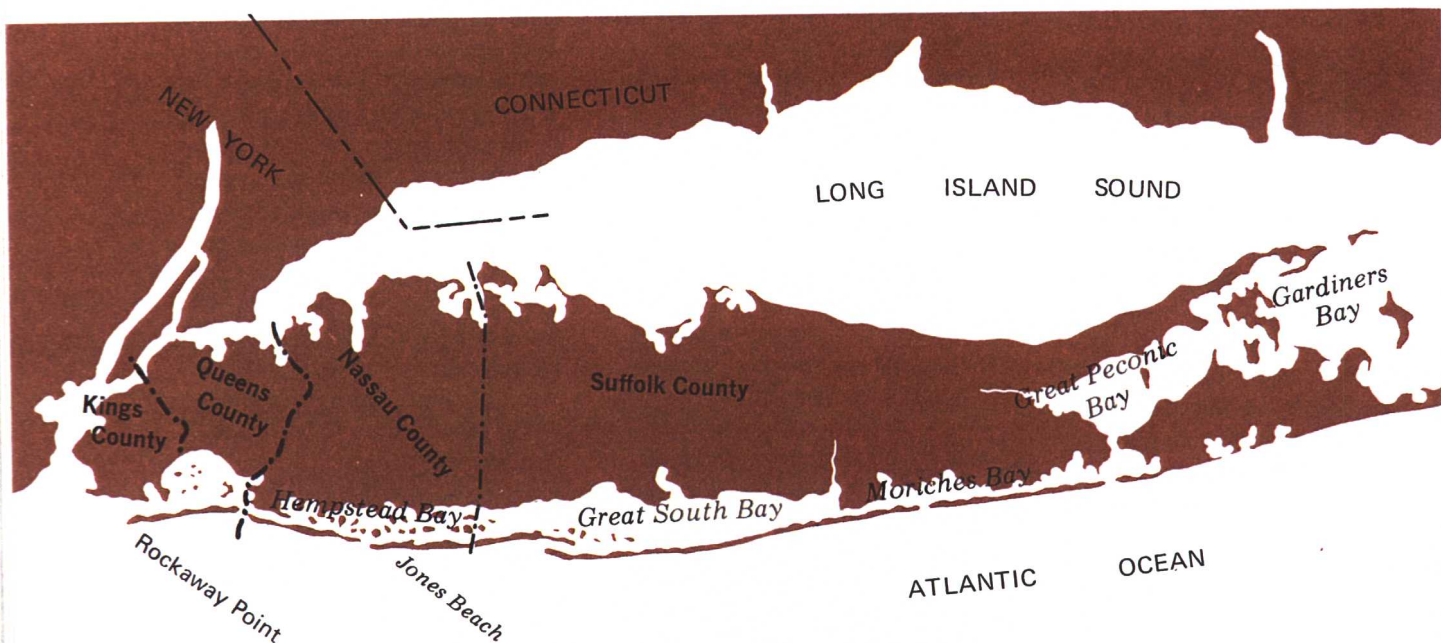 NEW YORK
CONNECTICUT
LONG ISLAND SOUND
Gardiners
Bay
Great Peconic
Bay
Queens
County
Nassau County
Suffolk County
Kings
County
Hempstead Bay
Great South Bay
Moriches Bay
Rockaway Point
Jones Beach
ATLANTIC OCEAN